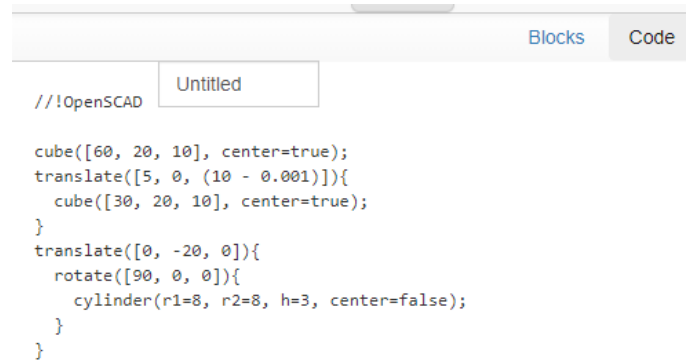 Blocks Code
Untitled
//!OpenSCAD
cube([60, 20, 10], center=true);
translate([5, 0, (10 - 0.001)]){
  cube([30, 20, 10], center=true);
}
translate([0, -20, 0]){
  rotate([90, 0, 0]){
    cylinder(r1=8, r2=8, h=3, center=false);
  }
}